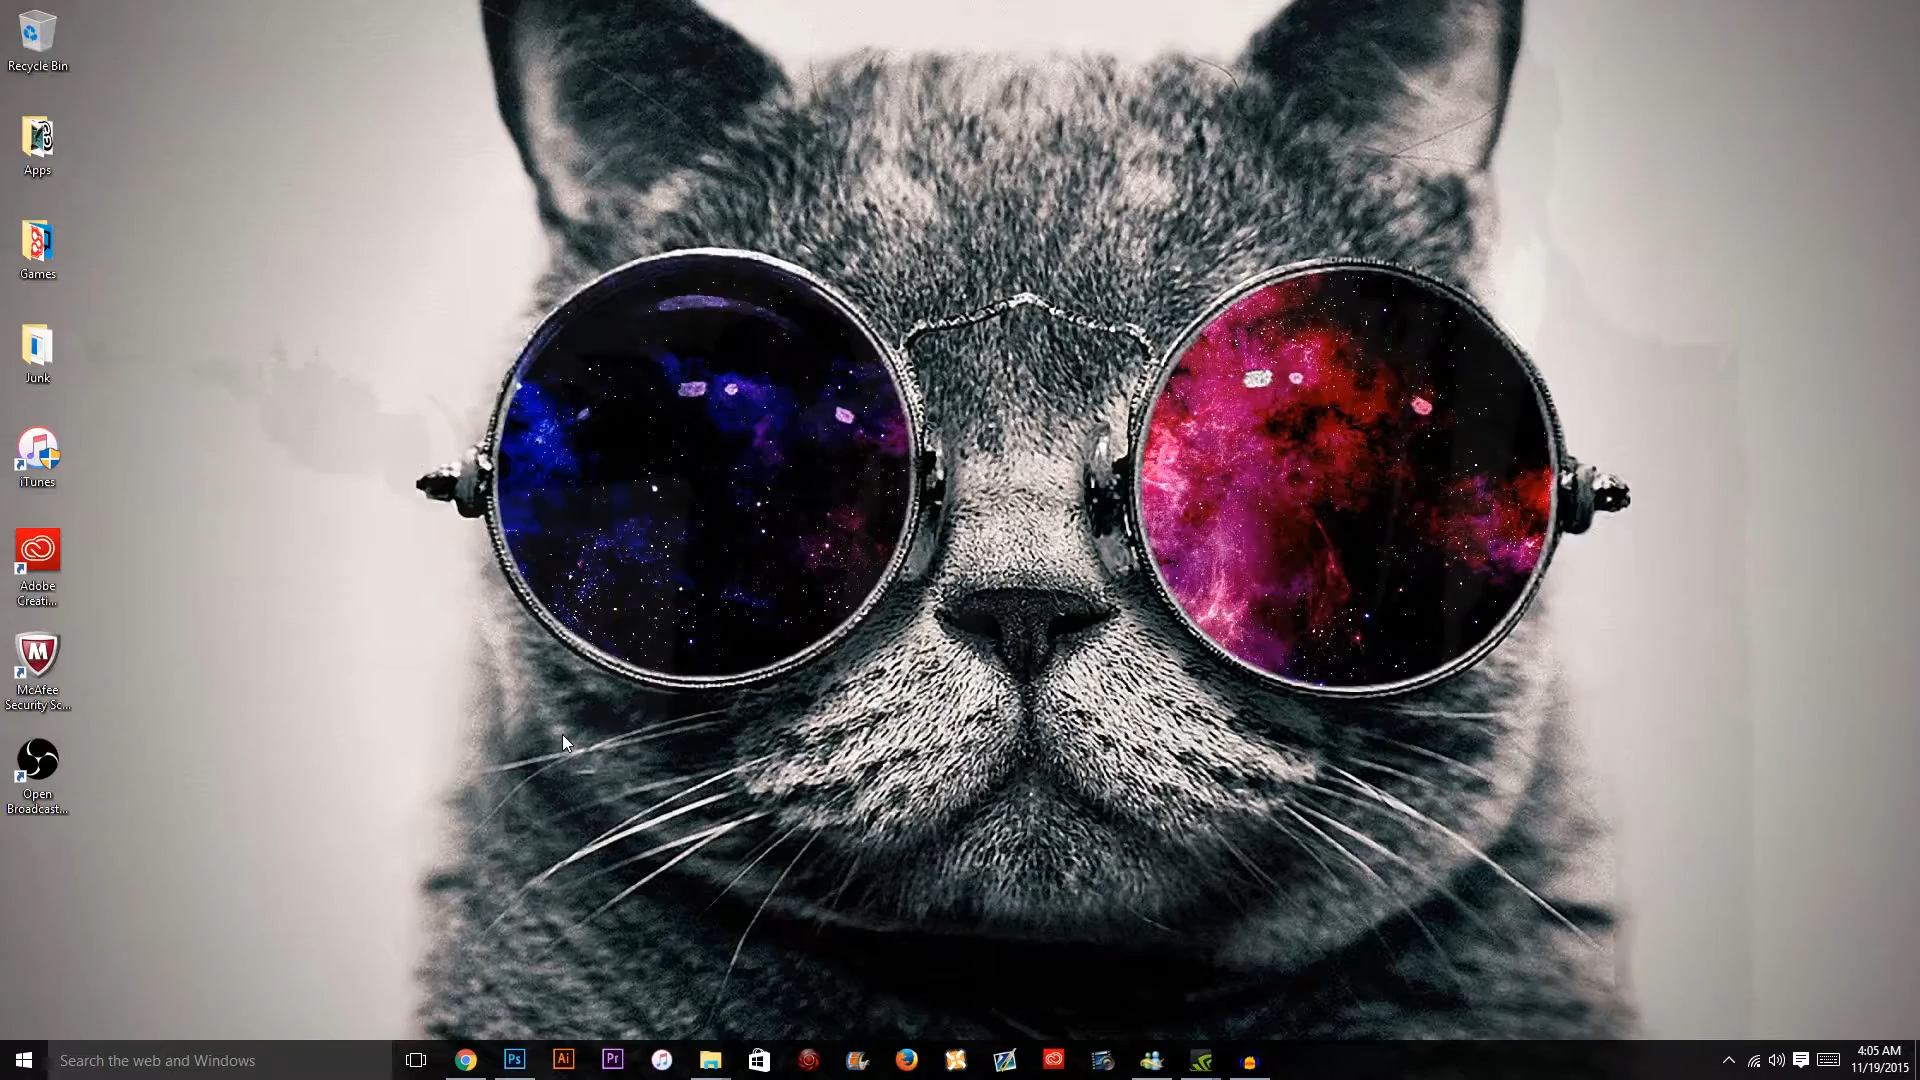 Recycle Bin
Apps
Games
Junk
iTunes
Adobe
Creati...
McAfee
Security Sc...
Open
Broadcast...
Search the web and Windows
Ps
Ai
Pr
4:05 AM
11/19/2015